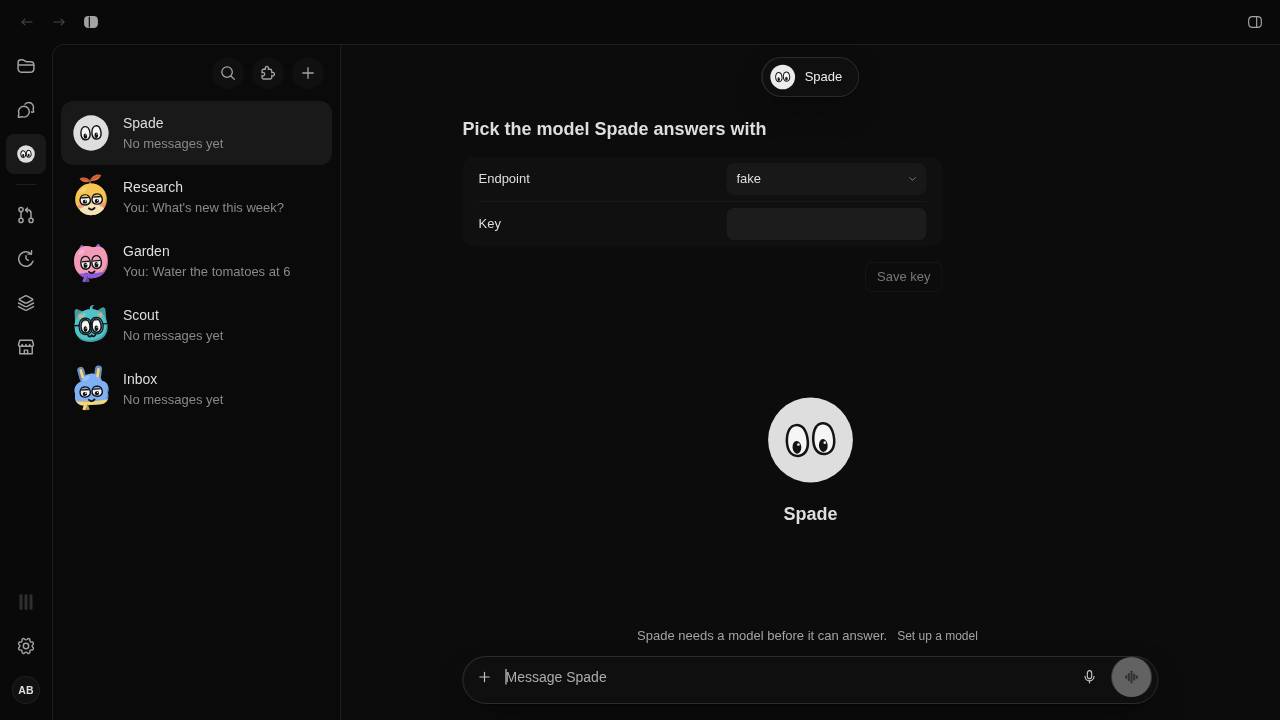 Spade
No messages yet
Research
You: What's new this week?
Garden
You: Water the tomatoes at 6
Scout
No messages yet
Inbox
No messages yet
AB
Spade
Pick the model Spade answers with
Endpoint
fake
Key
Save key
Spade
Spade needs a model before it can answer. Set up a model
Message Spade